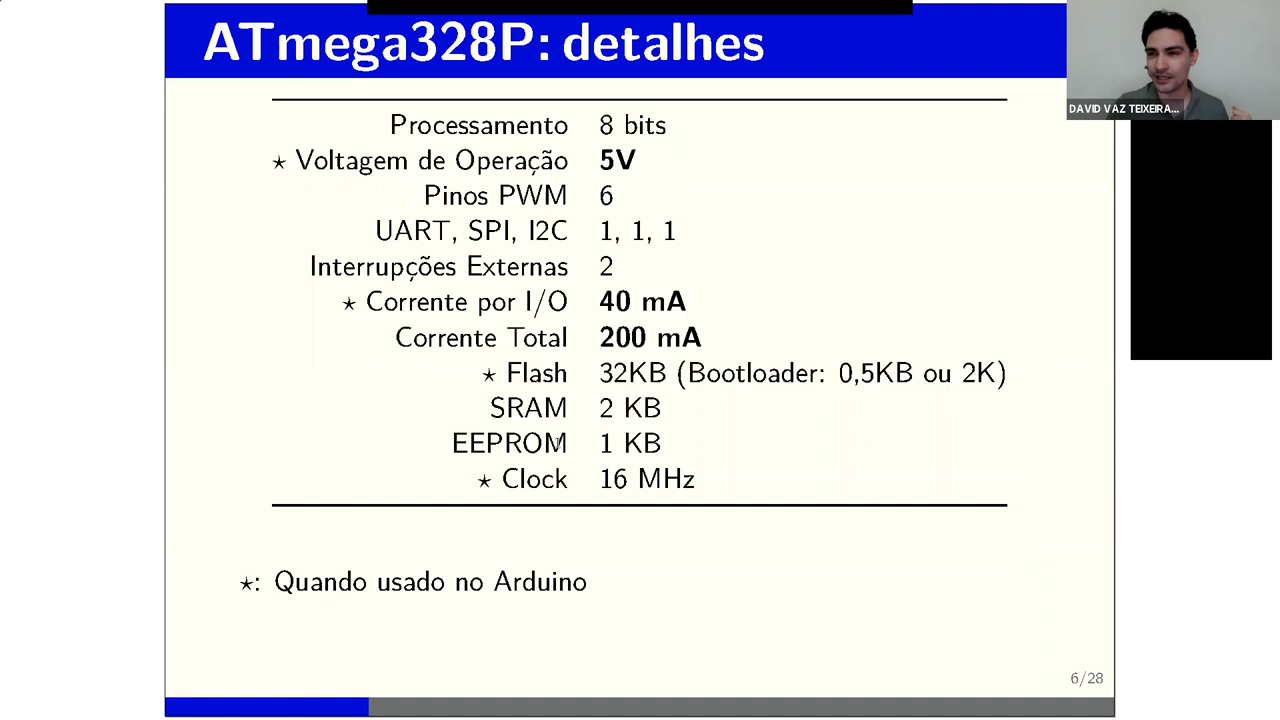 ATmega328P: detalhes
DAVID VAZ TEIXEIRA...
Processamento 8 bits
⋆ Voltagem de Operação 5V
Pinos PWM 6
UART, SPI, I2C 1, 1, 1
Interrupções Externas 2
⋆ Corrente por I/O 40 mA
Corrente Total 200 mA
⋆ Flash 32KB (Bootloader: 0,5KB ou 2K)
SRAM 2 KB
EEPROM 1 KB
⋆ Clock 16 MHz
⋆: Quando usado no Arduino
6/28